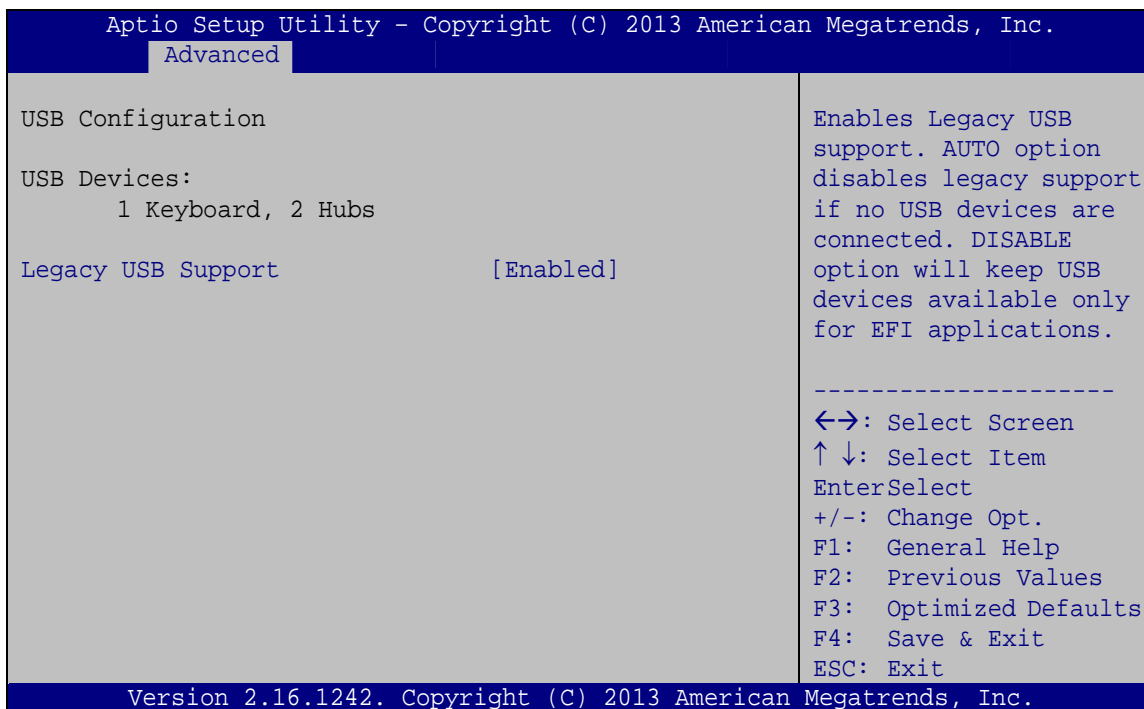 Aptio Setup Utility – Copyright (C) 2013 American Megatrends, Inc.
Advanced
USB Configuration
USB Devices:
1 Keyboard, 2 Hubs
Legacy USB Support [Enabled]
Enables Legacy USB
support. AUTO option
disables legacy support
if no USB devices are
connected. DISABLE
option will keep USB
devices available only
for EFI applications.
---------------------
←→: Select Screen
↑ ↓: Select Item
EnterSelect
+/-: Change Opt.
F1: General Help
F2: Previous Values
F3: Optimized Defaults
F4: Save & Exit
ESC: Exit
Version 2.16.1242. Copyright (C) 2013 American Megatrends, Inc.